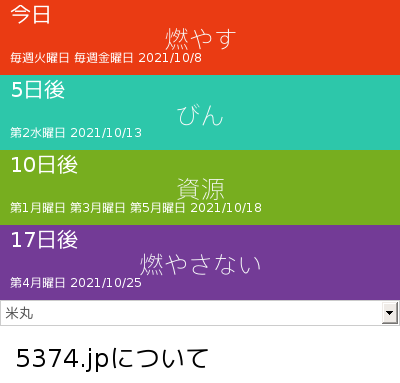 今日
燃やす
毎週火曜日 毎週金曜日 2021/10/8
5日後
びん
第2水曜日 2021/10/13
10日後
資源
第1月曜日 第3月曜日 第5月曜日 2021/10/18
17日後
燃やさない
第4月曜日 2021/10/25
米丸
5374.jpについて